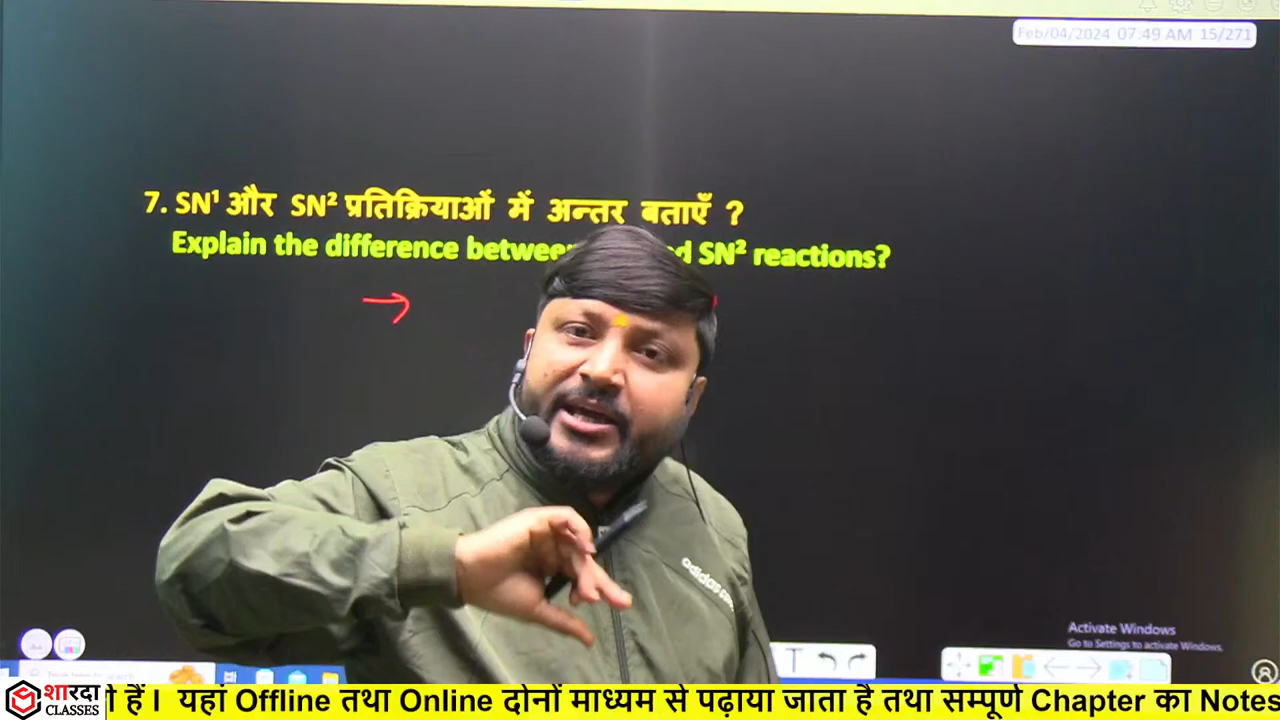 Feb/04/2024 07:49 AM 15/271
7. SN¹ और SN² प्रतिक्रियाओं में अन्तर बताएँ ?
Explain the difference between d SN² reactions?
adidas
Activate Windows
Go to Settings to activate Windows.
T
शारदा
CLASSES
ी हैं I यहां Offline तथा Online दोनों माध्यम से पढ़ाया जाता है तथा सम्पूर्ण Chapter का Notes